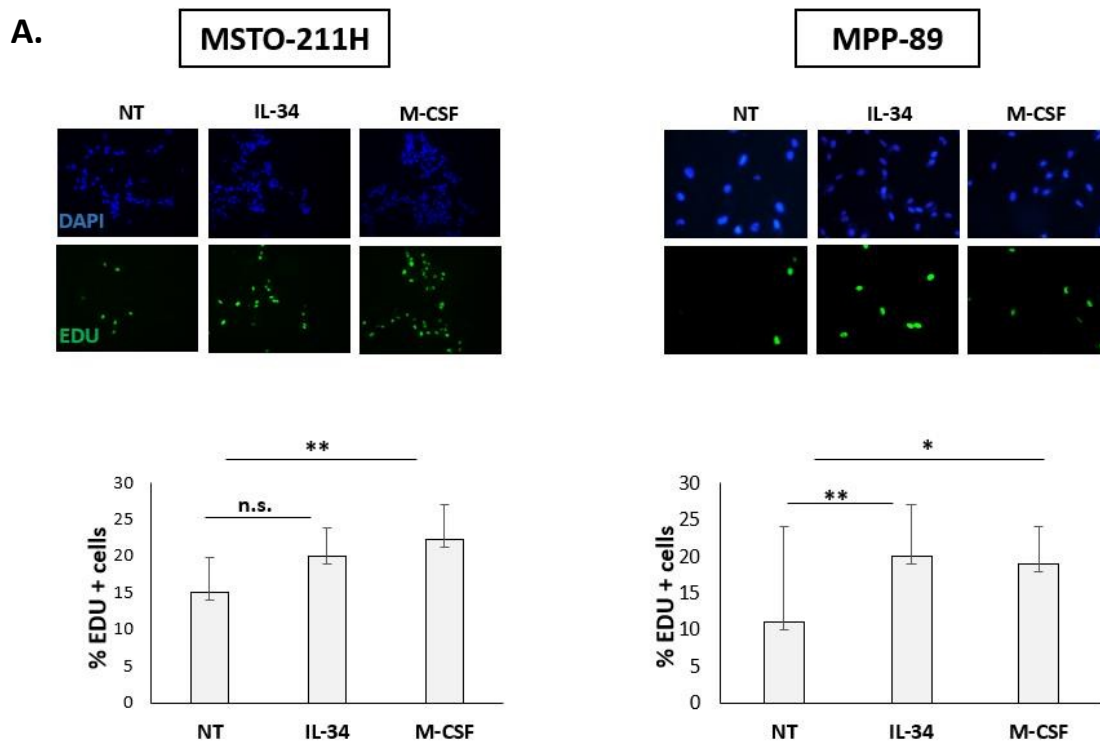 A.
MSTO-211H
MPP-89
NT IL-34 M-CSF
DAPI
EDU
NT IL-34 M-CSF
**
n.s.
% EDU + cells
30
25
20
15
10
5
0
NT IL-34 M-CSF
*
**
% EDU + cells
30
25
20
15
10
5
0
NT IL-34 M-CSF